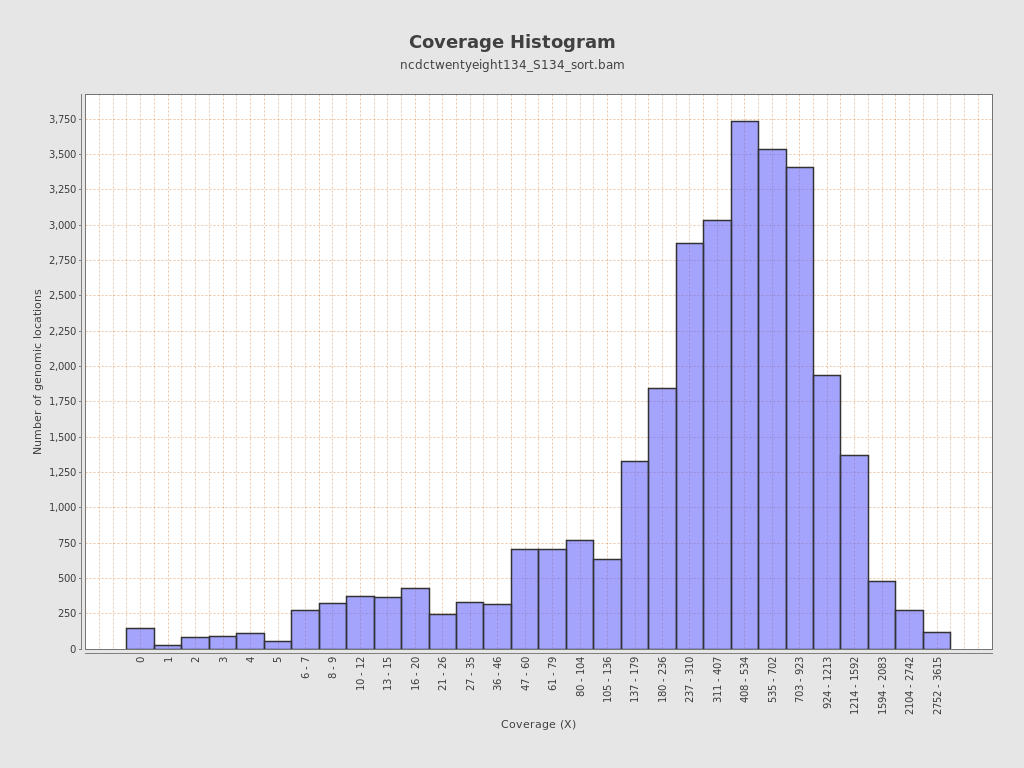 Coverage Histogram
ncdctwentyeight134_S134_sort.bam
Number of genomic locations
3,750
3,500
3,250
3,000
2,750
2,500
2,250
2,000
1,750
1,500
1,250
1,000
750
500
250
0
0
1
2
3
4
5
6 - 7
8 - 9
10 - 12
13 - 15
16 - 20
21 - 26
27 - 35
36 - 46
47 - 60
61 - 79
80 - 104
105 - 136
137 - 179
180 - 236
237 - 310
311 - 407
408 - 534
535 - 702
703 - 923
924 - 1213
1214 - 1592
1594 - 2083
2104 - 2742
2752 - 3615
Coverage (X)